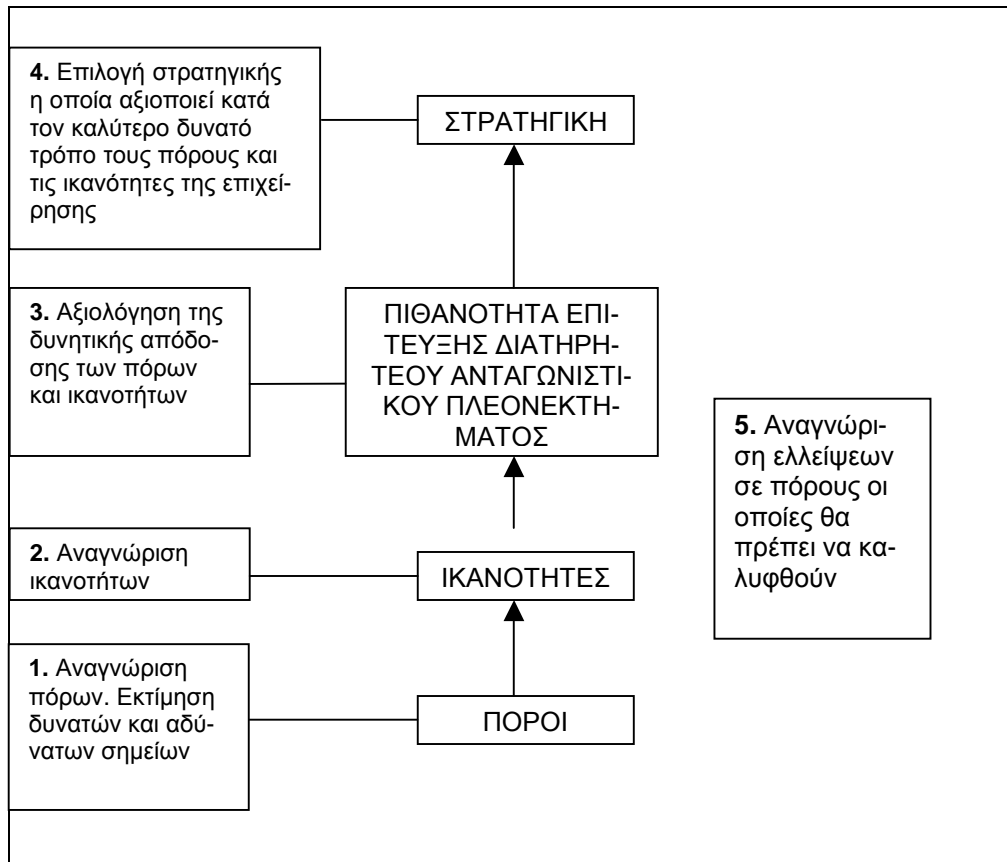 4. Επιλογή στρατηγικής
η οποία αξιοποιεί κατά
τον καλύτερο δυνατό
τρόπο τους πόρους και
τις ικανότητες της επιχεί-
ρησης
ΣΤΡΑΤΗΓΙΚΗ
3. Αξιολόγηση της
δυνητικής απόδο-
σης των πόρων
και ικανοτήτων
ΠΙΘΑΝΟΤΗΤΑ ΕΠΙ-
ΤΕΥΞΗΣ ΔΙΑΤΗΡΗ-
ΤΕΟΥ ΑΝΤΑΓΩΝΙΣΤΙ-
ΚΟΥ ΠΛΕΟΝΕΚΤΗ-
ΜΑΤΟΣ
5. Αναγνώρι-
ση ελλείψεων
σε πόρους οι
οποίες θα
πρέπει να κα-
λυφθούν
2. Αναγνώριση
ικανοτήτων
ΙΚΑΝΟΤΗΤΕΣ
1. Αναγνώριση
πόρων. Εκτίμηση
δυνατών και αδύ-
νατων σημείων
ΠΟΡΟΙ